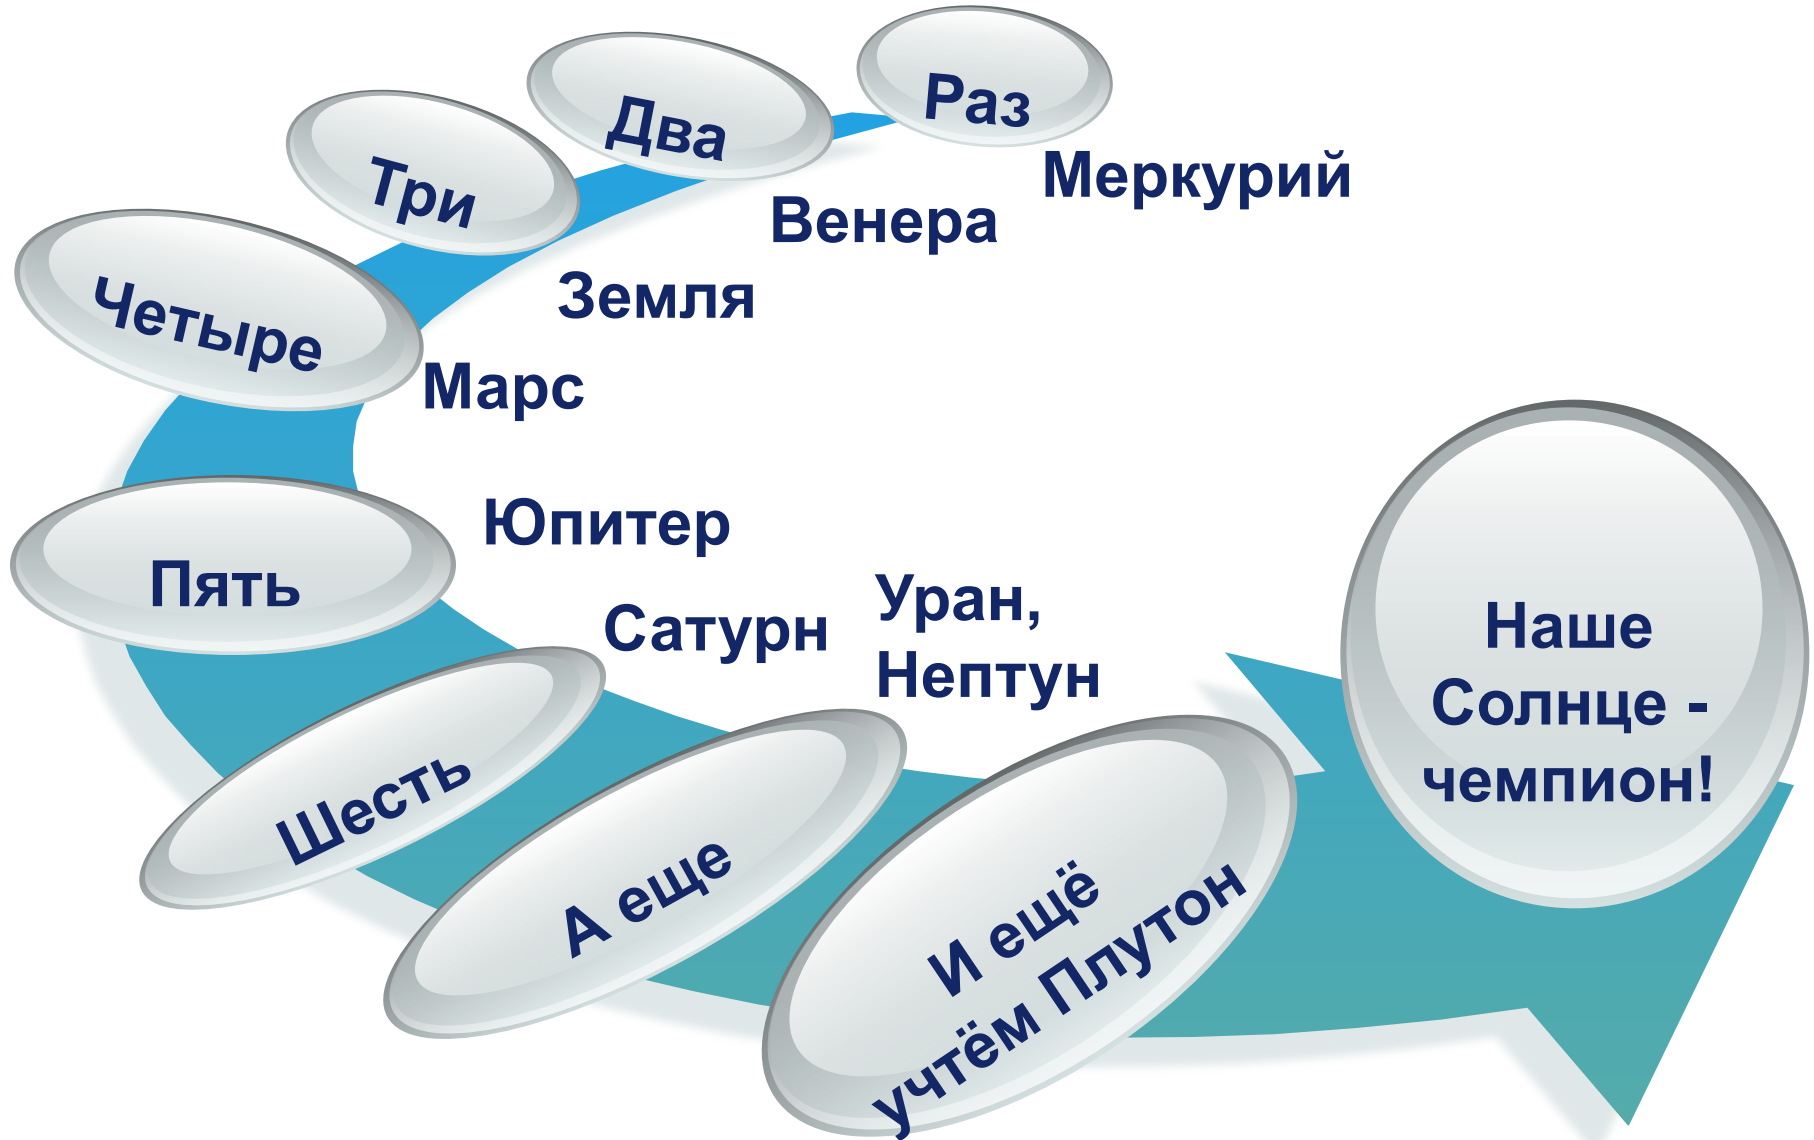 Раз
Меркурий
Два
Венера
Три
Земля
Четыре
Марс
Пять
Юпитер
Шесть
Сатурн
А еще
Уран,
Нептун
И ещё
учтём Плутон
Наше
Солнце -
чемпион!